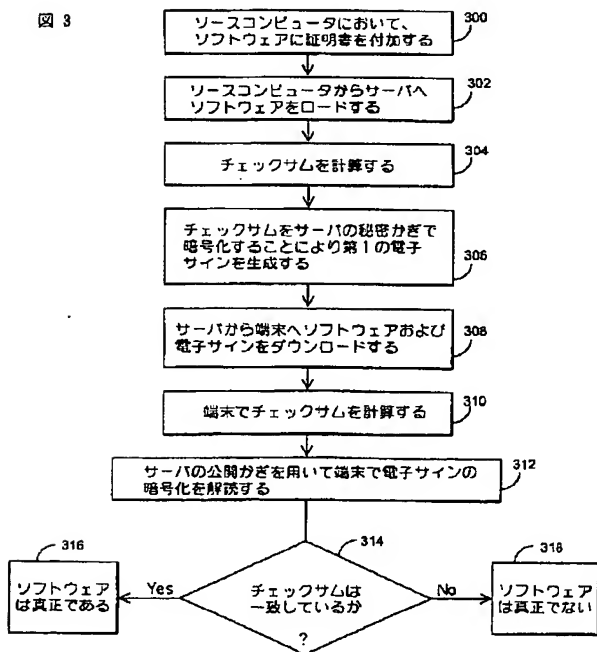 図 3
ソースコンピュータにおいて、
ソフトウェアに証明書を付加する
300
ソースコンピュータからサーバへ
ソフトウェアをロードする
302
チェックサムを計算する
304
チェックサムをサーバの秘密かぎで
暗号化することにより第1の電子
サインを生成する
306
サーバから端末へソフトウェアおよび
電子サインをダウンロードする
308
端末でチェックサムを計算する
310
サーバの公開かぎを用いて端末で電子サインの
暗号化を解読する
312
314
チェックサムは
一致しているか
?
Yes
No
316
ソフトウェア
は真正である
318
ソフトウェア
は真正でない